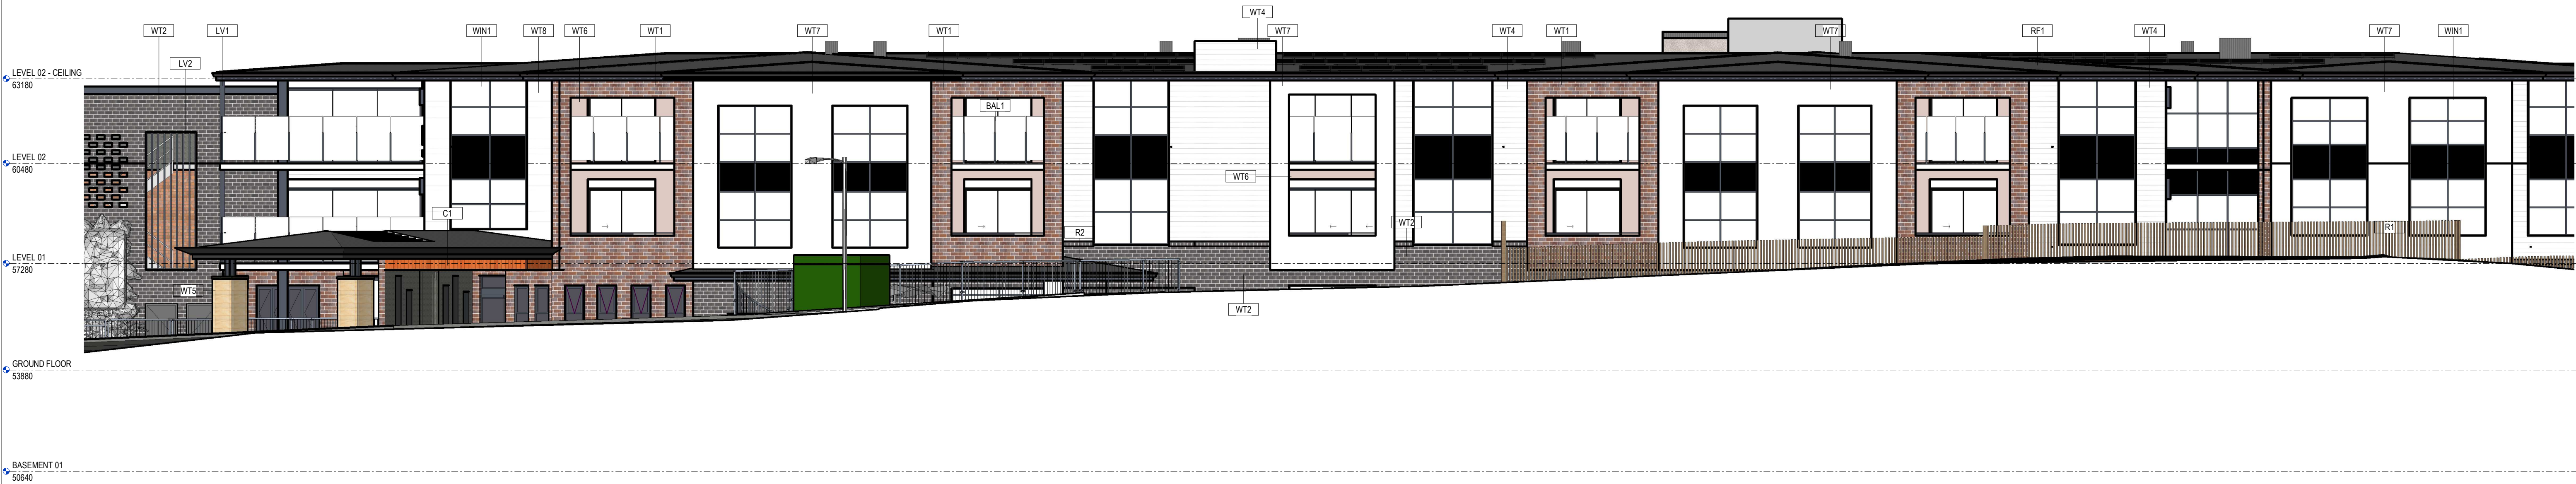 WT4
WT2
LV1
WIN1
WT8
WT6
WT1
WT7
WT1
WT7
WT4
WT1
WT7
RF1
WT4
WT7
WIN1
LV2
LEVEL 02 - CEILING
63180
BAL1
LEVEL 02
60480
WT6
C1
WT2
R2
R1
LEVEL 01
57280
WT5
WT2
GROUND FLOOR
53880
BASEMENT 01
50640